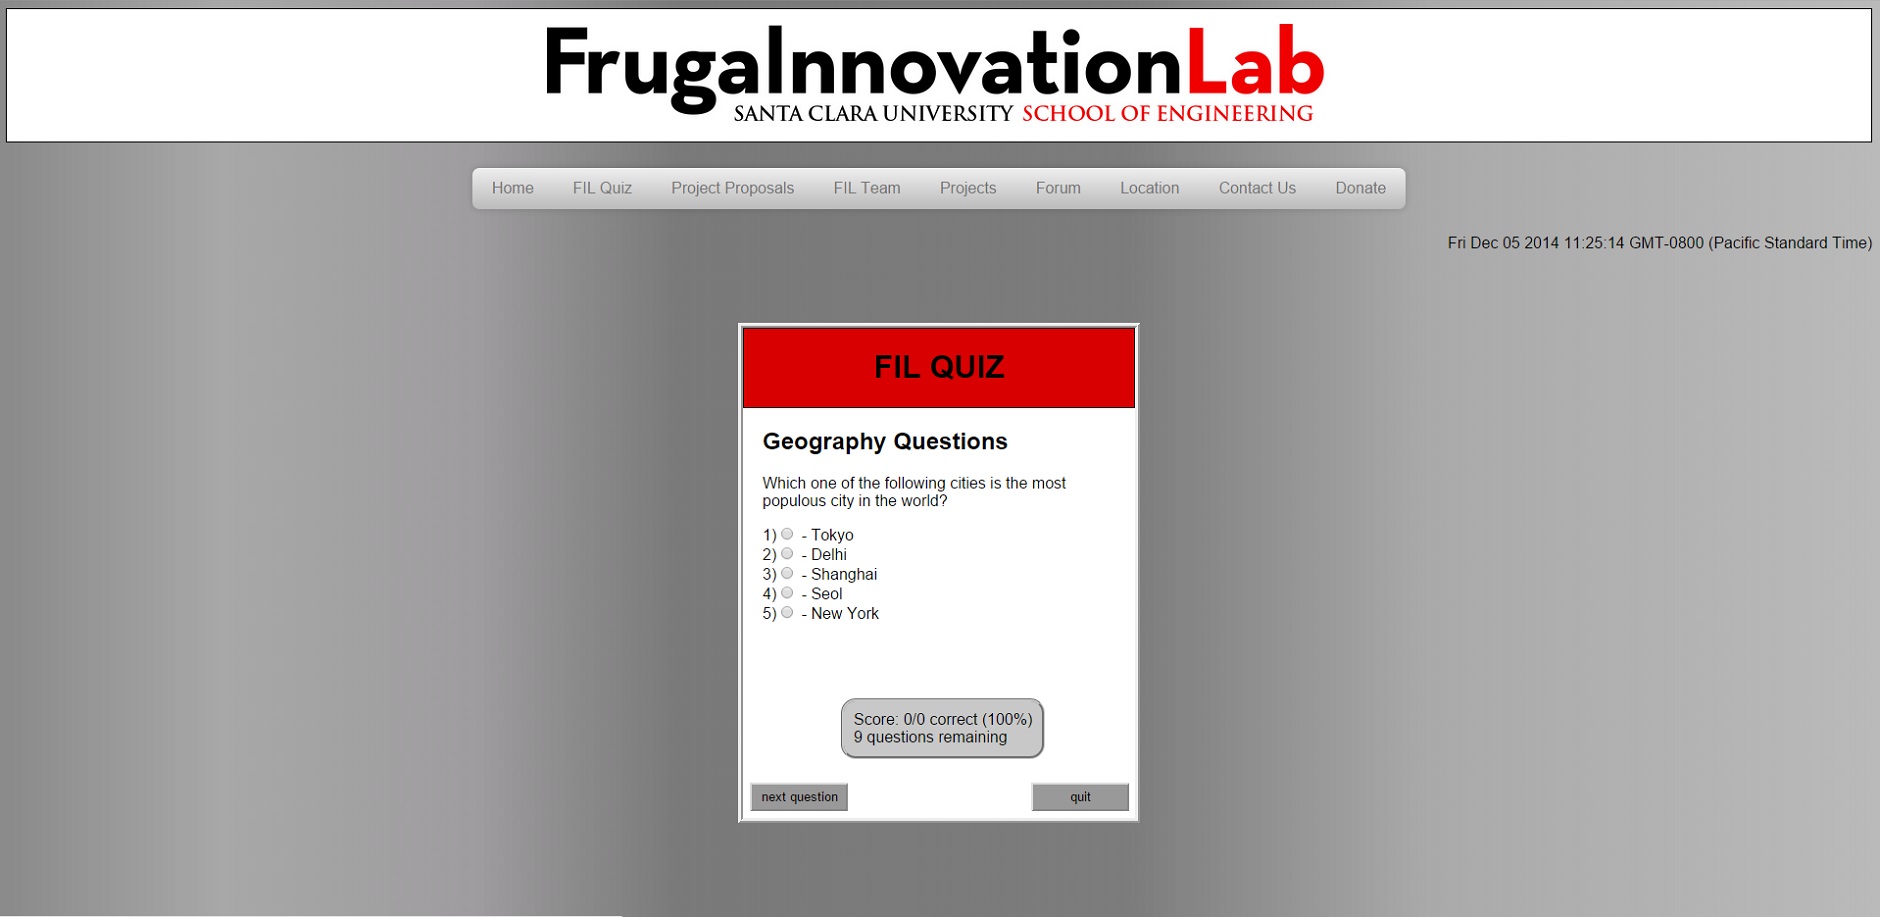 FrugalnnovationLab
SANTA CLARA UNIVERSITY SCHOOL OF ENGINEERING
Home FIL Quiz Project Proposals FIL Team Projects Forum Location Contact Us Donate
Fri Dec 05 2014 11:25:14 GMT-0800 (Pacific Standard Time)
FIL QUIZ
Geography Questions
Which one of the following cities is the most
populous city in the world?
1) - Tokyo
2) - Delhi
3) - Shanghai
4) - Seol
5) - New York
Score: 0/0 correct (100%)
9 questions remaining
next question quit